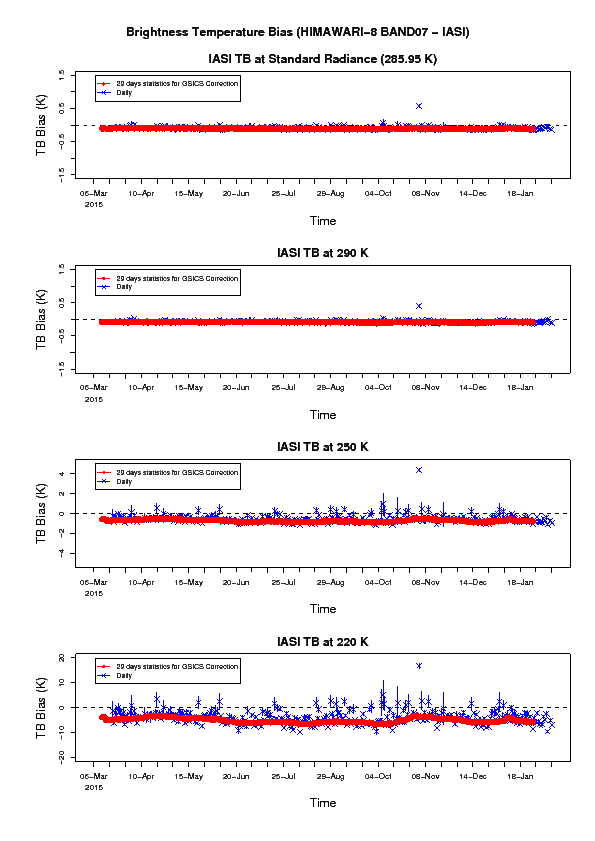 Brightness Temperature Bias (HIMAWARI-8 BAND07 - IASI)
IASI TB at Standard Radiance (285.95 K)
TB Bias (K)
1.5
0.5
-0.5
-1.5
29 days statistics for GSICS Correction
Daily
06-Mar 10-Apr 15-May 20-Jun 25-Jul 29-Aug 04-Oct 08-Nov 14-Dec 18-Jan
2015
Time
IASI TB at 290 K
TB Bias (K)
1.5
0.5
-0.5
-1.5
29 days statistics for GSICS Correction
Daily
06-Mar 10-Apr 15-May 20-Jun 25-Jul 29-Aug 04-Oct 08-Nov 14-Dec 18-Jan
2015
Time
IASI TB at 250 K
TB Bias (K)
4
2
0
-2
-4
29 days statistics for GSICS Correction
Daily
06-Mar 10-Apr 15-May 20-Jun 25-Jul 29-Aug 04-Oct 08-Nov 14-Dec 18-Jan
2015
Time
IASI TB at 220 K
TB Bias (K)
20
10
0
-10
-20
29 days statistics for GSICS Correction
Daily
06-Mar 10-Apr 15-May 20-Jun 25-Jul 29-Aug 04-Oct 08-Nov 14-Dec 18-Jan
2015
Time